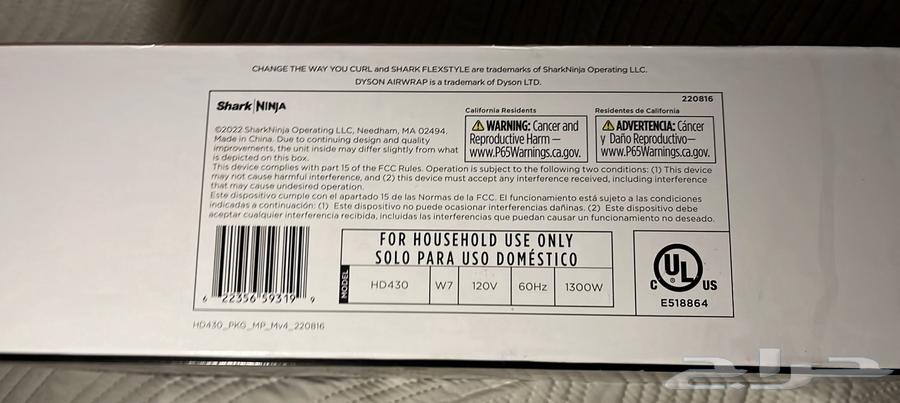 CHANGE THE WAY YOU CURL and SHARK FLEXSTYLE are trademarks of SharkNinja Operating LLC.
DYSON AIRWRAP is a trademark of Dyson LTD.
220816
Shark | NINJA
©2022 SharkNinja Operating LLC, Needham, MA 02494.
Made in China. Due to continuing design and quality
improvements, the unit inside may differ slightly from what
is depicted on this box.
California Residents
⚠ WARNING: Cancer and
Reproductive Harm —
www.P65Warnings.ca.gov.
Residentes de California
⚠ ADVERTENCIA: Cáncer
y Daño Reproductivo—
www.P65Warnings.ca.gov.
This device complies with part 15 of the FCC Rules. Operation is subject to the following two conditions: (1) This device
may not cause harmful interference, and (2) this device must accept any interference received, including interference
that may cause undesired operation.
Este dispositivo cumple con el apartado 15 de las Normas de la FCC. El funcionamiento está sujeto a las condiciones
indicadas a continuación: (1) Este dispositivo no puede ocasionar interferencias dañinas. (2) Este dispositivo debe
aceptar cualquier interferencia recibida, incluidas las interferencias que puedan causar un funcionamiento no deseado.
6 22356 59319 9
FOR HOUSEHOLD USE ONLY
SOLO PARA USO DOMÉSTICO
MODEL HD430 W7 120V 60Hz 1300W
C UL US
E518864
HD430_PKG_MP_Mv4_220816
حراج